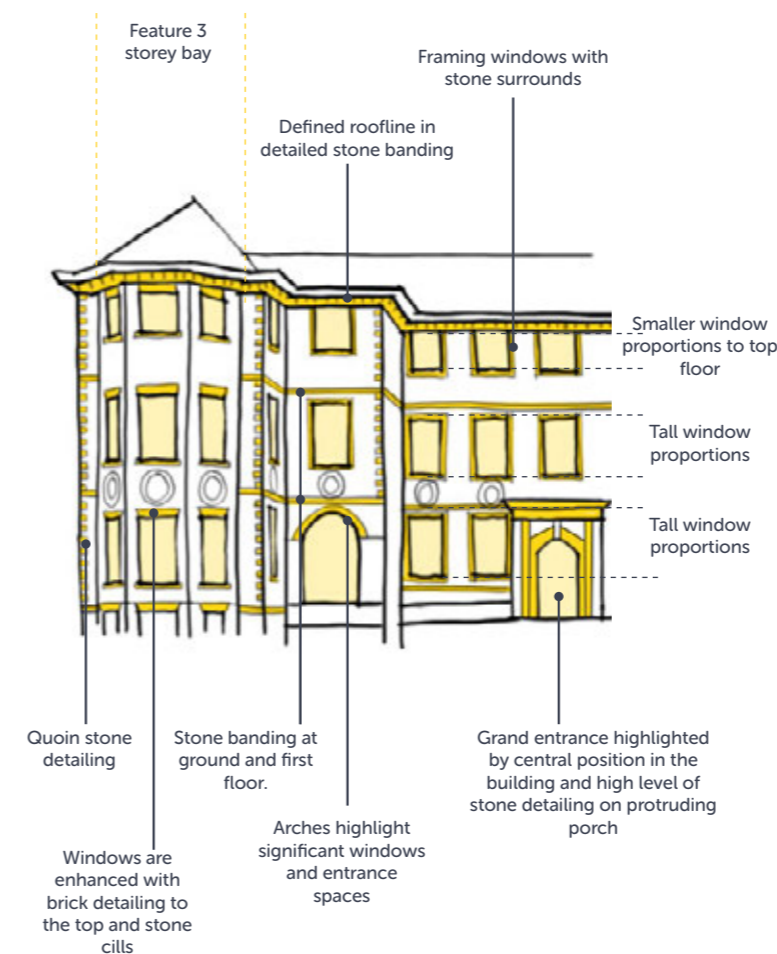 Feature 3
storey bay
Framing windows with
stone surrounds
Defined roofline in
detailed stone banding
Smaller window
proportions to top
floor
Tall window
proportions
Tall window
proportions
Quoin stone
detailing
Stone banding at
ground and first
floor.
Grand entrance highlighted
by central position in the
building and high level of
stone detailing on protruding
porch
Arches highlight
significant windows
and entrance
spaces
Windows are
enhanced with
brick detailing to
the top and stone
cills